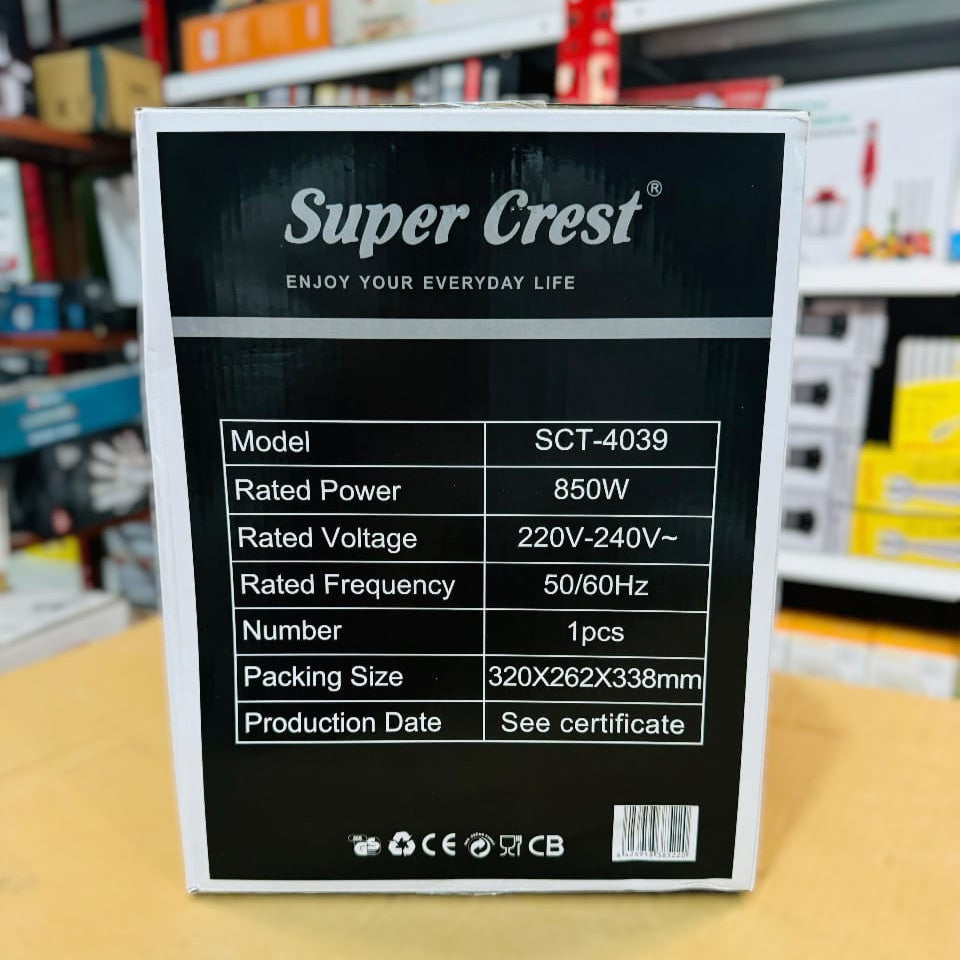 Super Crest®
ENJOY YOUR EVERYDAY LIFE
Model SCT-4039
Rated Power 850W
Rated Voltage 220V-240V~
Rated Frequency 50/60Hz
Number 1pcs
Packing Size 320X262X338mm
Production Date See certificate
GS CE CB